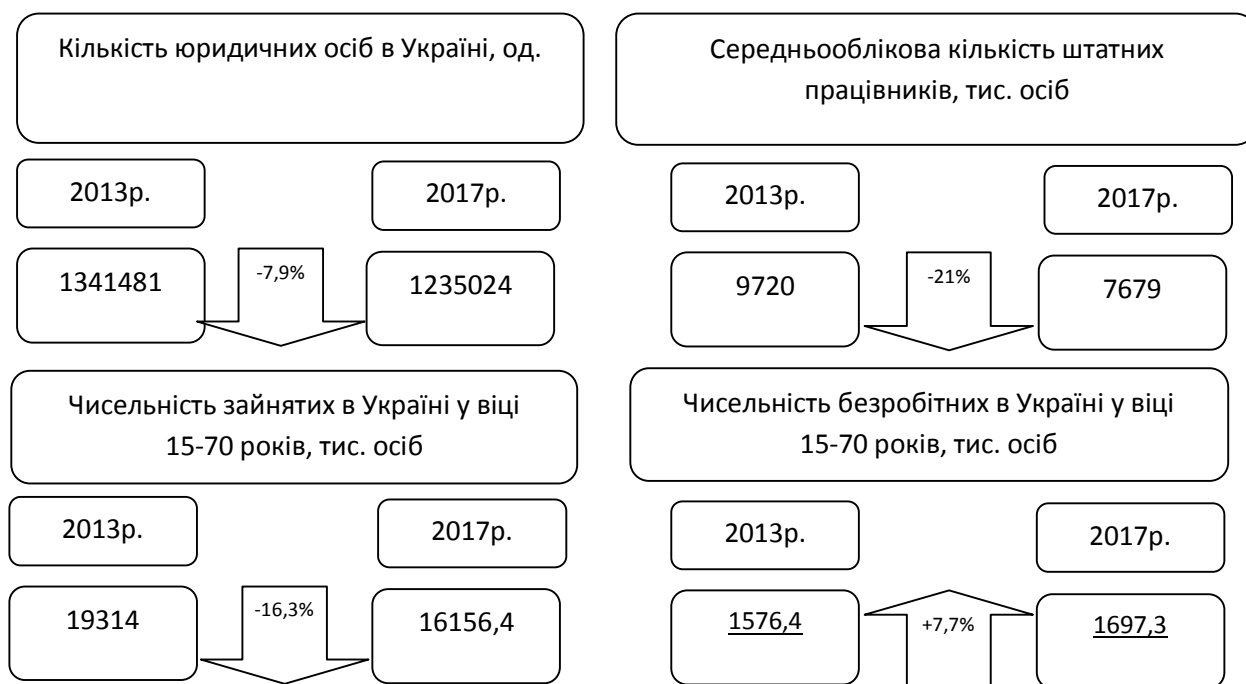 Кількість юридичних осіб в Україні, од.
2013р.
2017р.
1341481
-7,9%
1235024
Середньооблікова кількість штатних
працівників, тис. осіб
2013р.
2017р.
9720
-21%
7679
Чисельність зайнятих в Україні у віці
15-70 років, тис. осіб
2013р.
2017р.
19314
-16,3%
16156,4
Чисельність безробітних в Україні у віці
15-70 років, тис. осіб
2013р.
2017р.
1576,4
+7,7%
1697,3